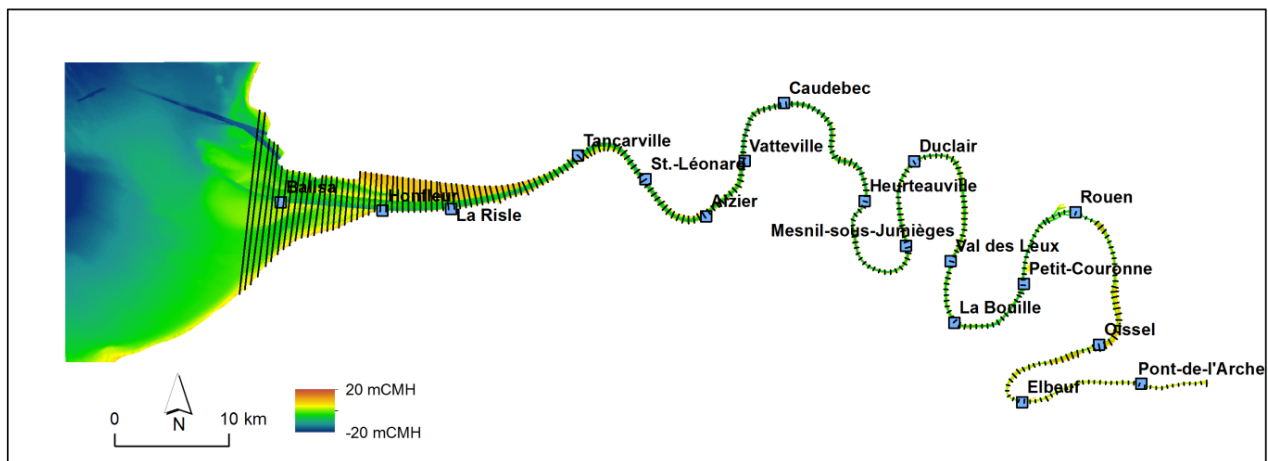 Caudebec
Tancarville
Vatteville
Duclair
St.-Léonard
Balisa
Honfleur
La Risle
Aizier
Heurteauville
Rouen
Mesnil-sous-Jumièges
Val des Leux
Petit-Couronne
La Bouille
Oissel
Pont-de-l'Arche
Elbeuf
20 mCMH
-20 mCMH
0 10 km
N